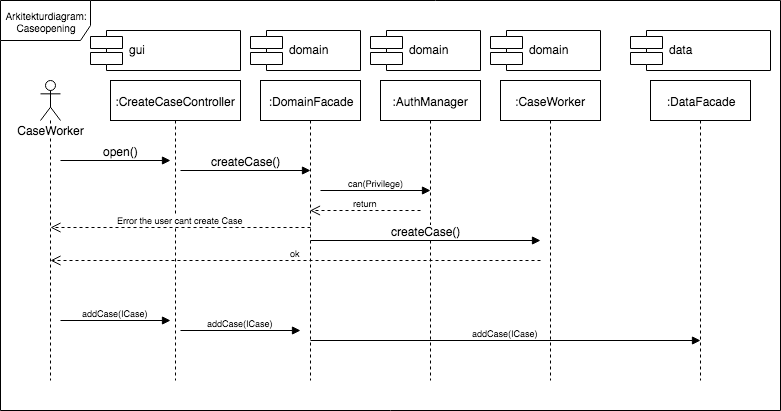 Arkitekturdiagram:
Caseopening
gui
domain
domain
domain
data
CaseWorker
:CreateCaseController
:DomainFacade
:AuthManager
:CaseWorker
:DataFacade
open()
createCase()
can(Privilege)
return
Error the user cant create Case
createCase()
ok
addCase(ICase)
addCase(ICase)
addCase(ICase)